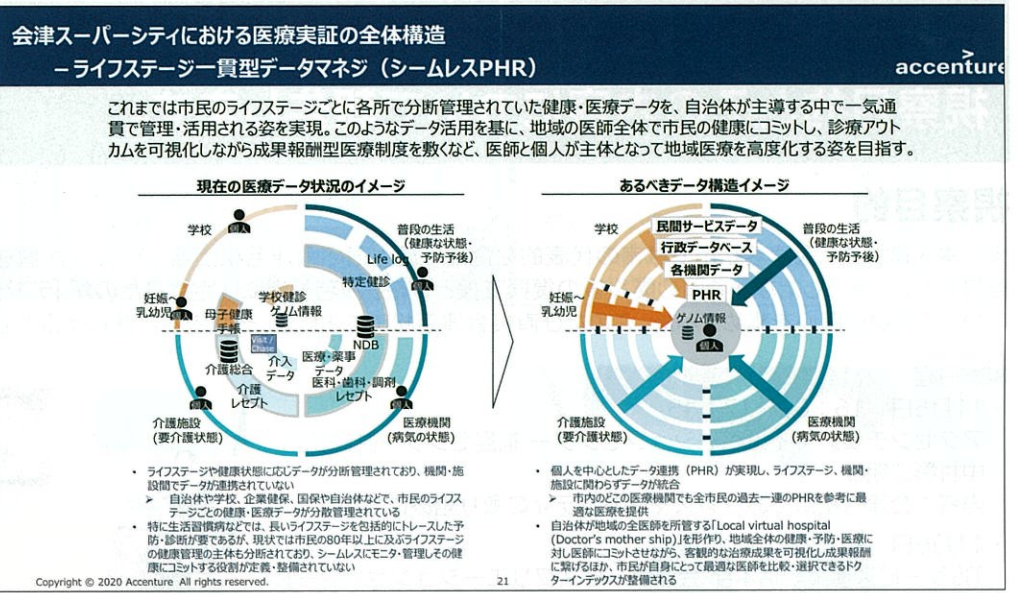 会津スーパーシティにおける医療実証の全体構造
－ライフステージ一貫型データマネジ（シームレスPHR）
accenture
これまでは市民のライフステージごとに各所で分断管理されていた健康・医療データを、自治体が主導する中で一気通
貫で管理・活用される姿を実現。このようなデータ活用を基に、地域の医師全体で市民の健康にコミットし、診療アウト
カムを可視化しながら成果報酬型医療制度を敷くなど、医師と個人が主体となって地域医療を高度化する姿を目指す。
現在の医療データ状況のイメージ
学校
個人
普段の生活
（健康な状態・
予防予後）
個人
Life log
特定健診
妊娠～
乳幼児
個人
母子健康
手帳
学校健診
ゲノム情報
NDB
介護総合
Visit /
Chase
介入
データ
医療・薬事
データ
介護
レセプト
医科・歯科・調剤
レセプト
個人
個人
介護施設
（要介護状態）
医療機関
（病気の状態）
・ ライフステージや健康状態に応じデータが分断管理されており、機関・施
設間でデータが連携されていない
➢ 自治体や学校、企業健保、国保や自治体などで、市民のライフス
テージごとの健康・医療データが分散管理されている
・ 特に生活習慣病などでは、長いライフステージを包括的にトレースした予
防・診断が要であるが、現状では市民の80年以上に及ぶライフステージ
の健康管理の主体も分断されており、シームレスにモニタ・管理しその健
康にコミットする役割が定義・整備されていない
あるべきデータ構造イメージ
学校
民間サービスデータ
行政データベース
各機関データ
PHR
普段の生活
（健康な状態・
予防予後）
妊娠～
乳幼児
ゲノム情報
個人
介護施設
（要介護状態）
医療機関
（病気の状態）
・ 個人を中心としたデータ連携（PHR）が実現し、ライフステージ、機関・
施設に関わらずデータが統合
➢ 市内のどこの医療機関でも全市民の過去一連のPHRを参考に最
適な医療を提供
・ 自治体が地域の全医師を所管する「Local virtual hospital
(Doctor's mother ship)」を形作り、地域全体の健康・予防・医療に
対し医師にコミットさせながら、客観的な治療成果を可視化し成果報酬
に繋げるほか、市民が自身にとって最適な医師を比較・選択できるドク
ターインデックスが整備される
Copyright © 2020 Accenture All rights reserved.
21